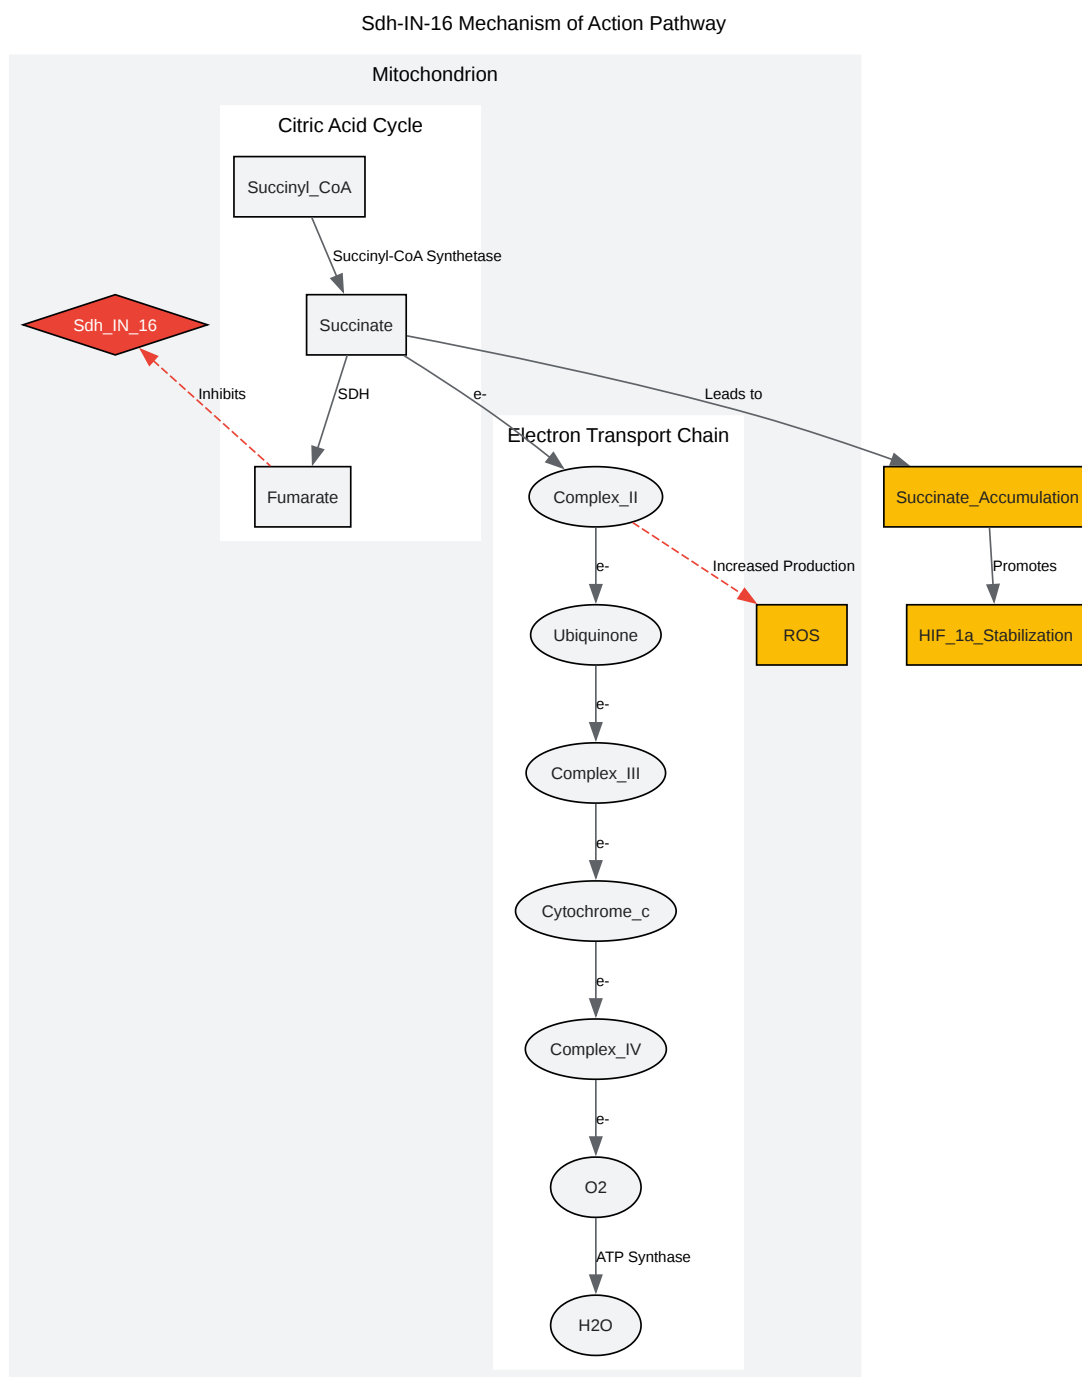 Sdh-IN-16 Mechanism of Action Pathway
Mitochondrion
Citric Acid Cycle
Succinyl_CoA
Succinyl-CoA Synthetase
Sdh_IN_16
Succinate
Inhibits
SDH
e-
Leads to
Electron Transport Chain
Fumarate
Complex_II
Succinate_Accumulation
e-
Increased Production
Promotes
Ubiquinone
ROS
HIF_1a_Stabilization
e-
Complex_III
e-
Cytochrome_c
e-
Complex_IV
e-
O2
ATP Synthase
H2O